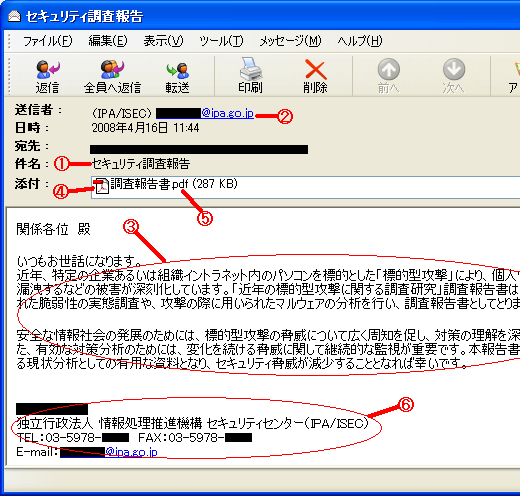 セキュリティ調査報告
ファイル(F) 編集(E) 表示(V) ツール(T) メッセージ(M) ヘルプ(H)
返信 全員へ返信 転送 印刷 削除 前へ 次へ ア
送信者: (IPA/ISEC) @ipa.go.jp ②
日時: 2008年4月16日 11:44
宛先:
件名: ① セキュリティ調査報告
添付: ④ 調査報告書.pdf (287 KB) ⑤
関係各位 殿
③
いつもお世話になります。
近年、特定の企業あるいは組織イントラネット内のパソコンを標的とした「標的型攻撃」により、個人
漏洩するなどの被害が深刻化しています。「近年の標的型攻撃に関する調査研究」調査報告書は
れた脆弱性の実態調査や、攻撃の際に用いられたマルウェアの分析を行い、調査報告書としてとりま
安全な情報社会の発展のためには、標的型攻撃の脅威について広く周知を促し、対策の理解を深
た、有効な対策分析のためには、変化を続ける脅威に関して継続的な監視が重要です。本報告書
る現状分析としての有用な資料となり、セキュリティ脅威が減少することとなれば幸いです。
⑥
独立行政法人 情報処理推進機構 セキュリティセンター(IPA/ISEC)
TEL:03-5978- FAX:03-5978-
E-mail: @ipa.go.jp